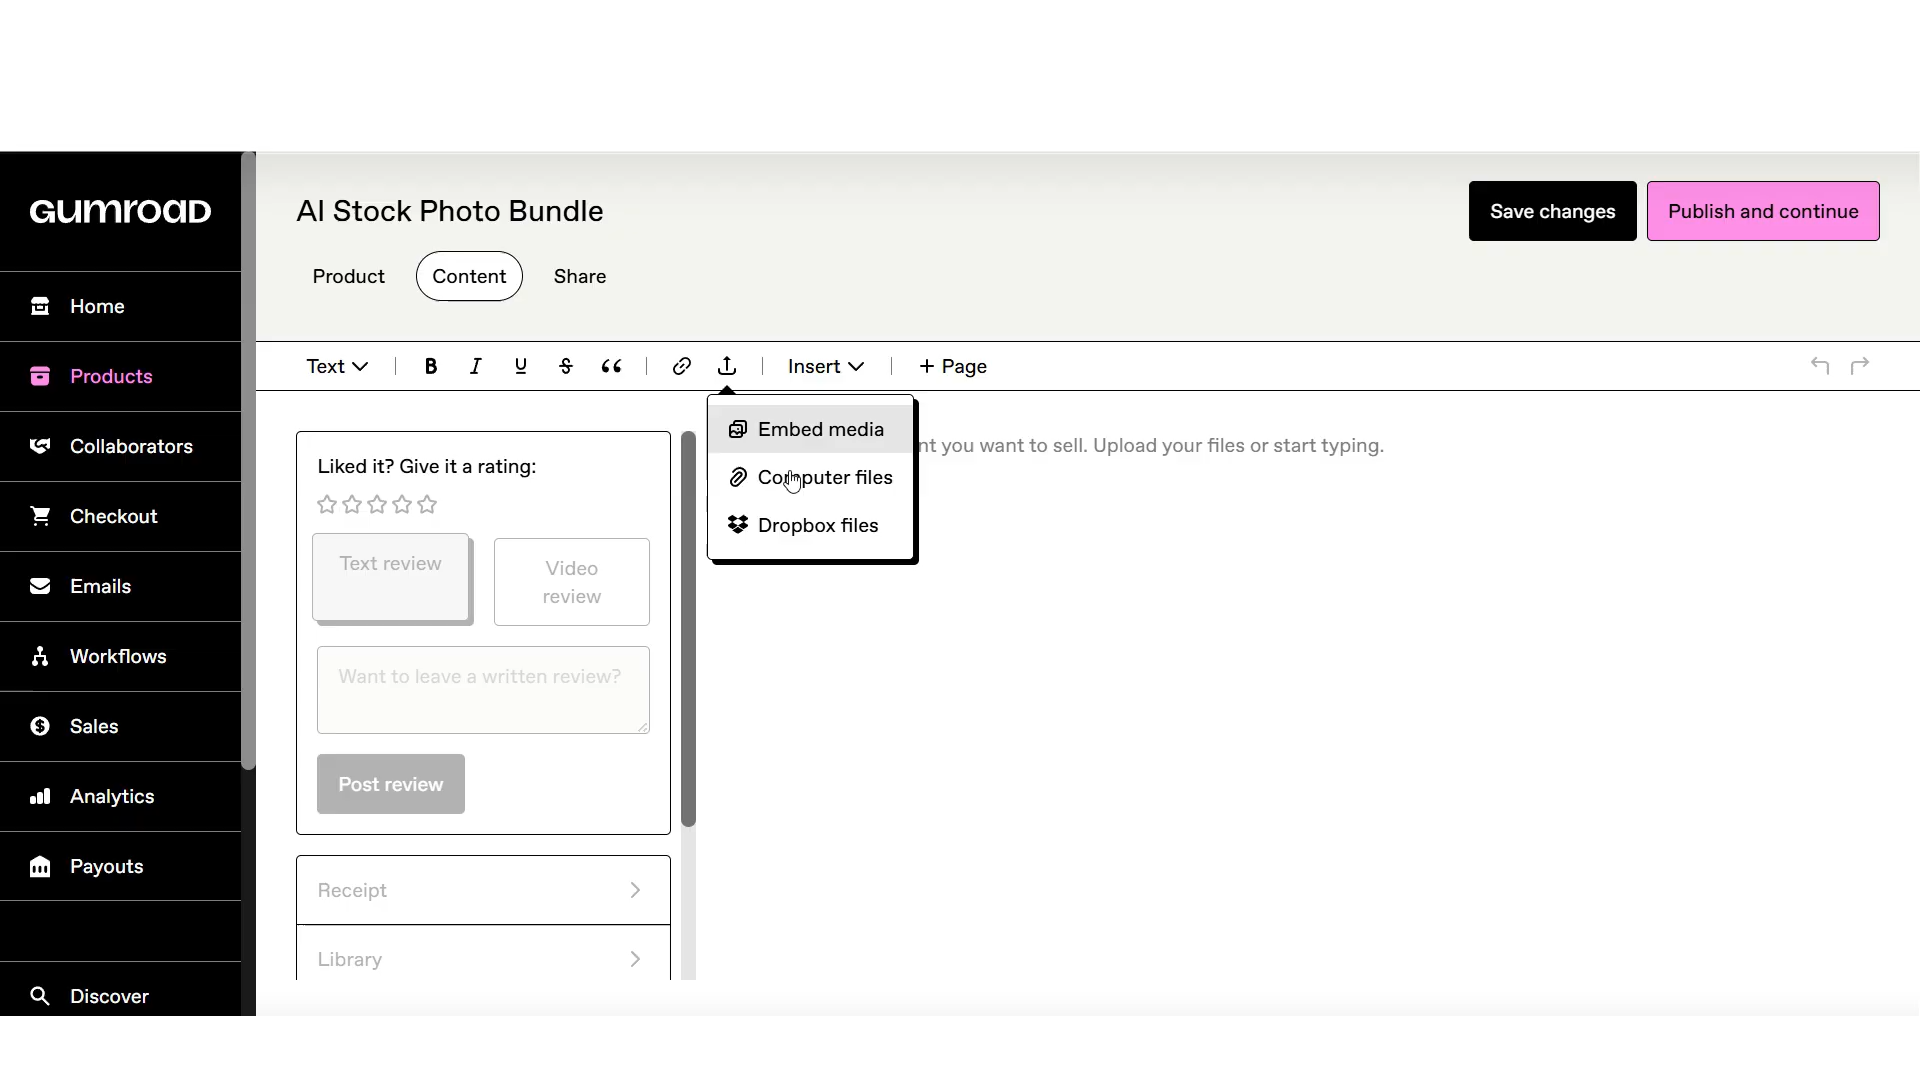 GUMROAD
Home
Products
Collaborators
Checkout
Emails
Workflows
Sales
Analytics
Payouts
Discover
AI Stock Photo Bundle
Save changes
Publish and continue
Product
Content
Share
Text
B I U S “
Insert
+ Page
Embed media
Computer files
Dropbox files
you want to sell. Upload your files or start typing.
Liked it? Give it a rating:
Text review
Video
review
Want to leave a written review?
Post review
Receipt
Library